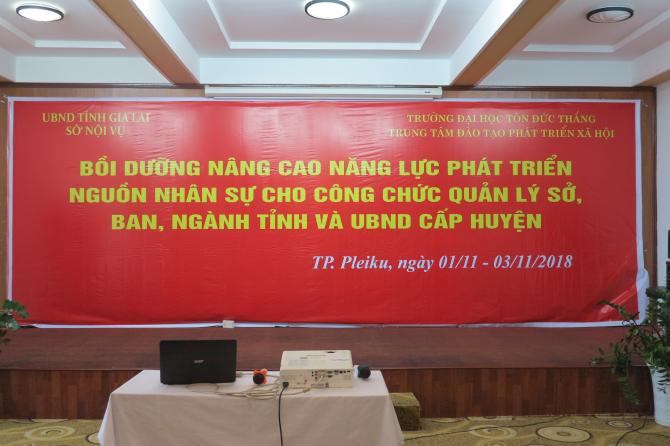 UBND TỈNH GIA LAI
SỞ NỘI VỤ
TRƯỜNG ĐẠI HỌC TÔN ĐỨC THẮNG
TRUNG TÂM ĐÀO TẠO PHÁT TRIỂN XÃ HỘI
BỒI DƯỠNG NÂNG CAO NĂNG LỰC PHÁT TRIỂN
NGUỒN NHÂN SỰ CHO CÔNG CHỨC QUẢN LÝ SỞ,
BAN, NGÀNH TỈNH VÀ UBND CẤP HUYỆN
TP. Pleiku, ngày 01/11 - 03/11/2018